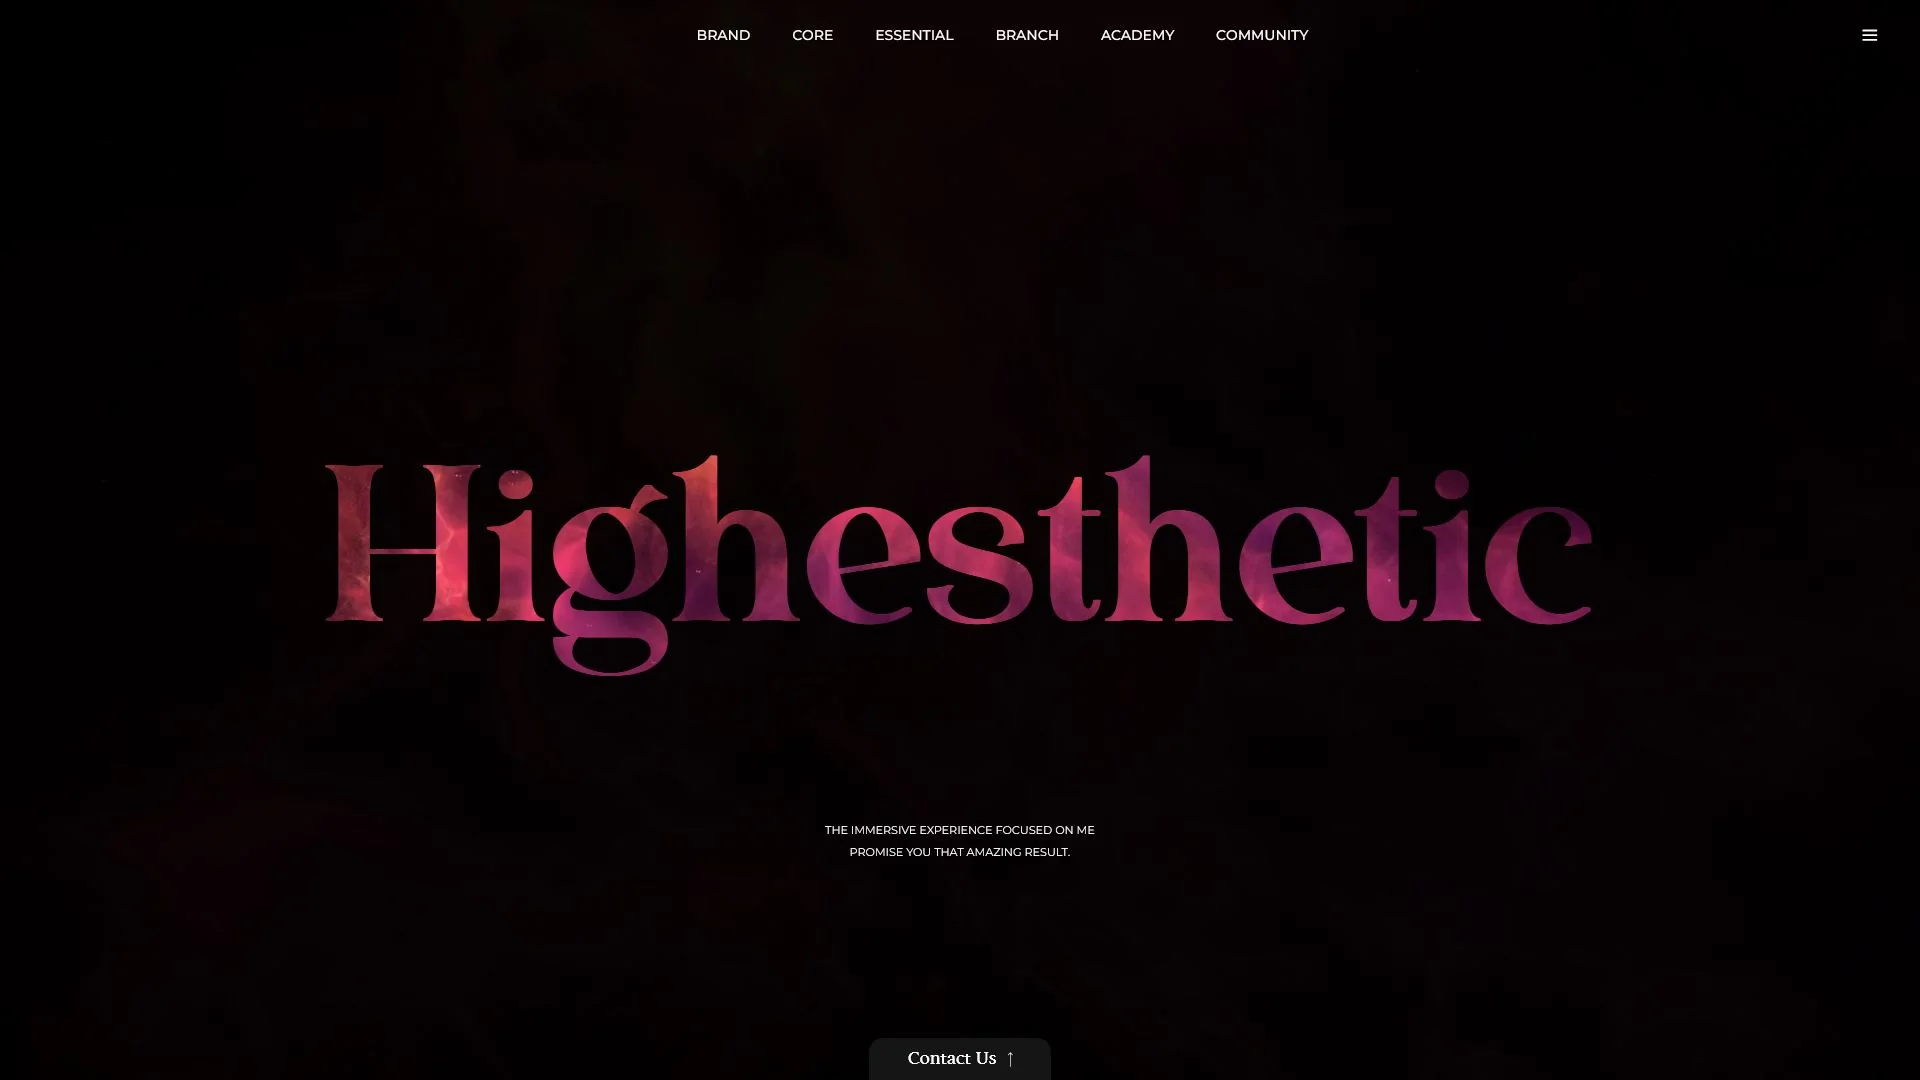 BRAND CORE ESSENTIAL BRANCH ACADEMY COMMUNITY
Highesthetic
THE IMMERSIVE EXPERIENCE FOCUSED ON ME
PROMISE YOU THAT AMAZING RESULT.
Contact Us ↑